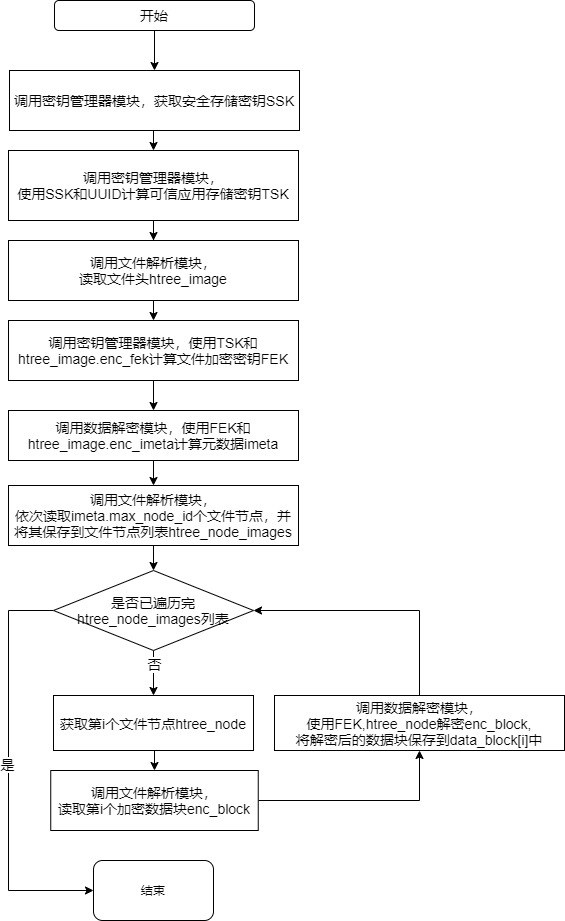 开始
调用密钥管理器模块，获取安全存储密钥SSK
调用密钥管理器模块，
使用SSK和UUID计算可信应用存储密钥TSK
调用文件解析模块，
读取文件头htree_image
调用密钥管理器模块，使用TSK和
htree_image.enc_fek计算文件加密密钥FEK
调用数据解密模块，使用FEK和
htree_image.enc_imeta计算元数据imeta
调用文件解析模块，
依次读取imeta.max_node_id个文件节点，并
将其保存到文件节点列表htree_node_images
是否已遍历完
htree_node_images列表
否
获取第i个文件节点htree_node
调用数据解密模块，
使用FEK,htree_node解密enc_block,
将解密后的数据块保存到data_block[i]中
是
调用文件解析模块，
读取第i个加密数据块enc_block
结束